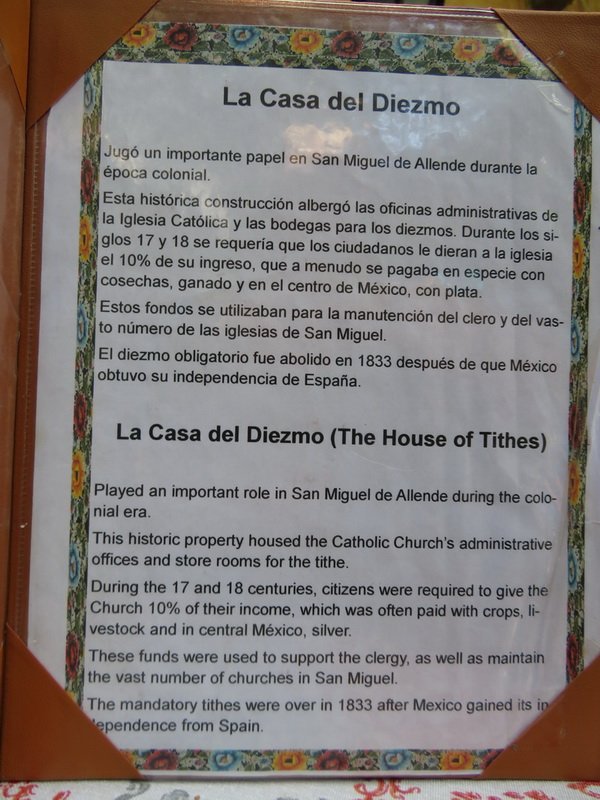 La Casa del Diezmo
Jugó un importante papel en San Miguel de Allende durante la
época colonial.
Esta histórica construcción albergó las oficinas administrativas de
la Iglesia Católica y las bodegas para los diezmos. Durante los si-
glos 17 y 18 se requería que los ciudadanos le dieran a la iglesia
el 10% de su ingreso, que a menudo se pagaba en especie con
cosechas, ganado y en el centro de México, con plata.
Estos fondos se utilizaban para la manutención del clero y del vas-
to número de las iglesias de San Miguel.
El diezmo obligatorio fue abolido en 1833 después de que México
obtuvo su independencia de España.
La Casa del Diezmo (The House of Tithes)
Played an important role in San Miguel de Allende during the colo-
nial era.
This historic property housed the Catholic Church's administrative
offices and store rooms for the tithe.
During the 17 and 18 centuries, citizens were required to give the
Church 10% of their income, which was often paid with crops, li-
vestock and in central México, silver.
These funds were used to support the clergy, as well as maintain
the vast number of churches in San Miguel.
The mandatory tithes were over in 1833 after Mexico gained its in
dependence from Spain.